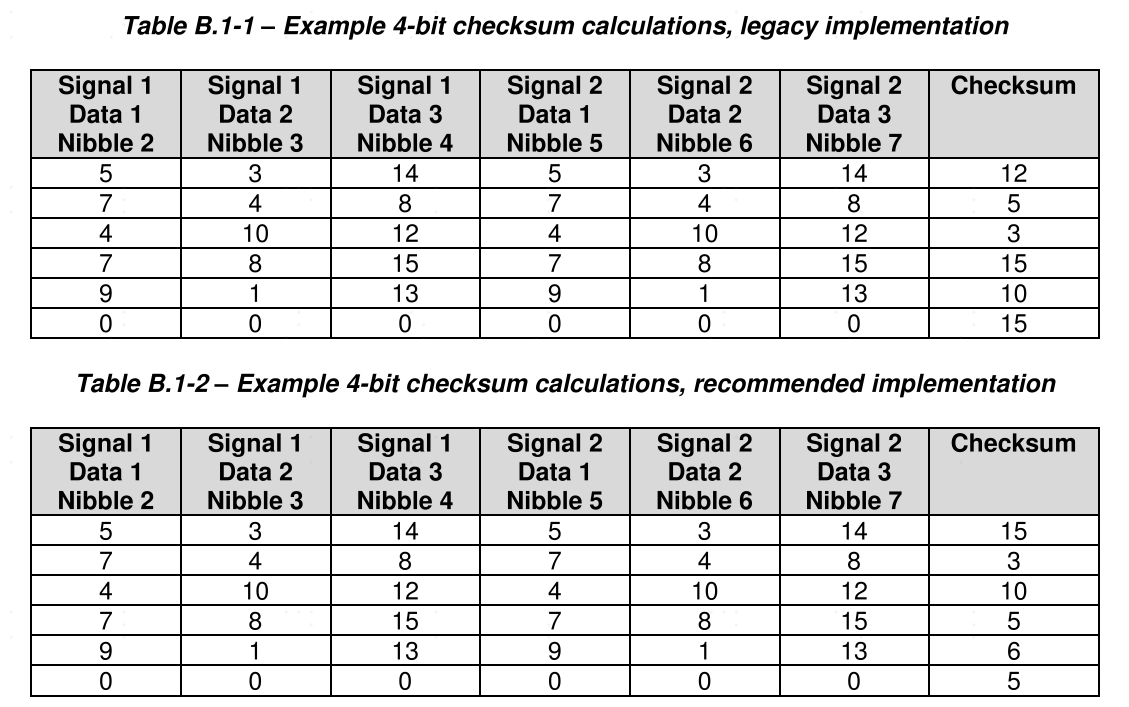 Table B.1-1 – Example 4-bit checksum calculations, legacy implementation
Signal 1 Signal 1 Signal 1 Signal 2 Signal 2 Signal 2 Checksum
Data 1 Data 2 Data 3 Data 1 Data 2 Data 3
Nibble 2 Nibble 3 Nibble 4 Nibble 5 Nibble 6 Nibble 7
5 3 14 5 3 14 12
7 4 8 7 4 8 5
4 10 12 4 10 12 3
7 8 15 7 8 15 15
9 1 13 9 1 13 10
0 0 0 0 0 0 15
Table B.1-2 – Example 4-bit checksum calculations, recommended implementation
Signal 1 Signal 1 Signal 1 Signal 2 Signal 2 Signal 2 Checksum
Data 1 Data 2 Data 3 Data 1 Data 2 Data 3
Nibble 2 Nibble 3 Nibble 4 Nibble 5 Nibble 6 Nibble 7
5 3 14 5 3 14 15
7 4 8 7 4 8 3
4 10 12 4 10 12 10
7 8 15 7 8 15 5
9 1 13 9 1 13 6
0 0 0 0 0 0 5